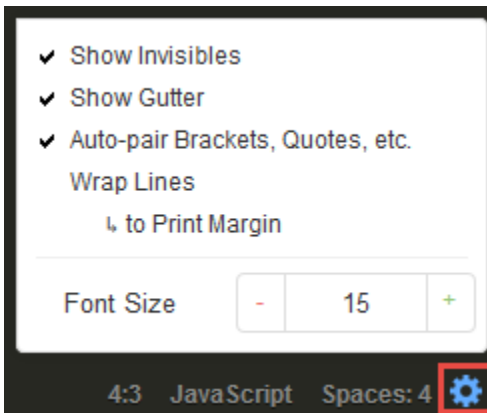 ✔ Show Invisibles
✔ Show Gutter
✔ Auto-pair Brackets, Quotes, etc.
Wrap Lines
↳ to Print Margin
Font Size - 15 +
4:3 JavaScript Spaces: 4